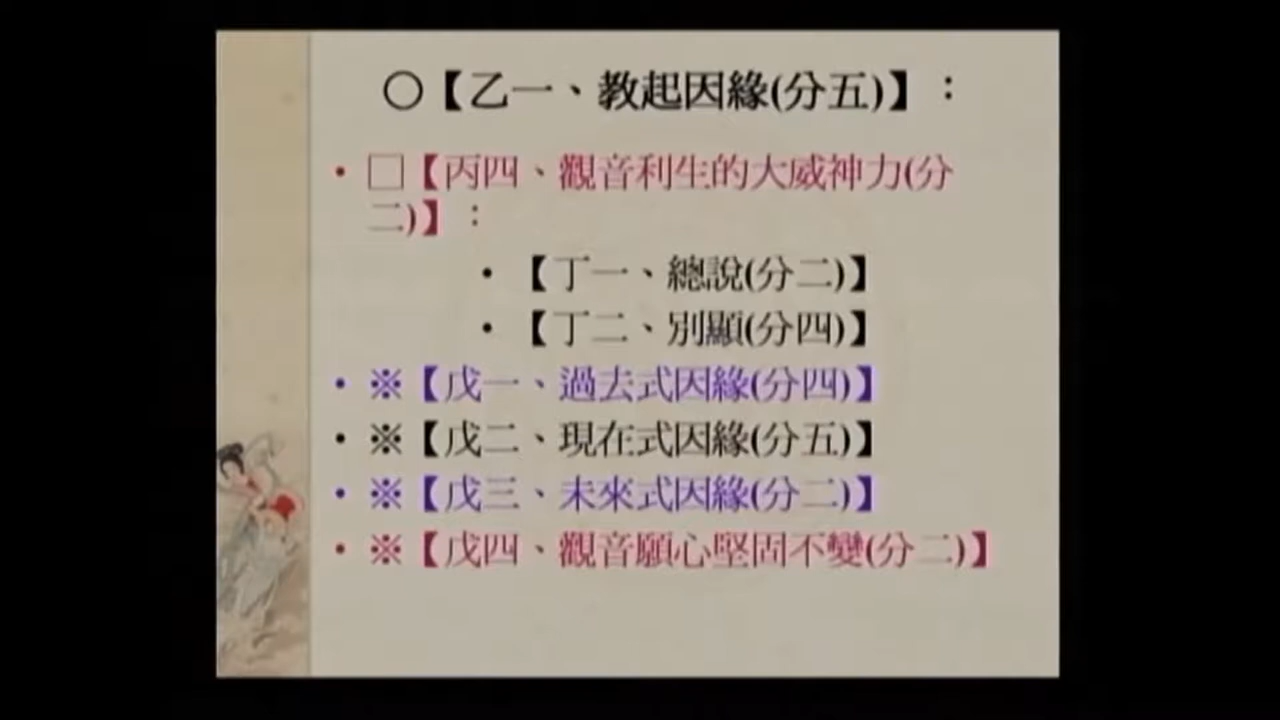 ○【乙一、教起因緣(分五)】：
• □【丙四、觀音利生的大威神力(分
二)】：
• 【丁一、總說(分二)】
• 【丁二、別顯(分四)】
• ※【戊一、過去式因緣(分四)】
• ※【戊二、現在式因緣(分五)】
• ※【戊三、未來式因緣(分二)】
• ※【戊四、觀音願心堅固不變(分二)】